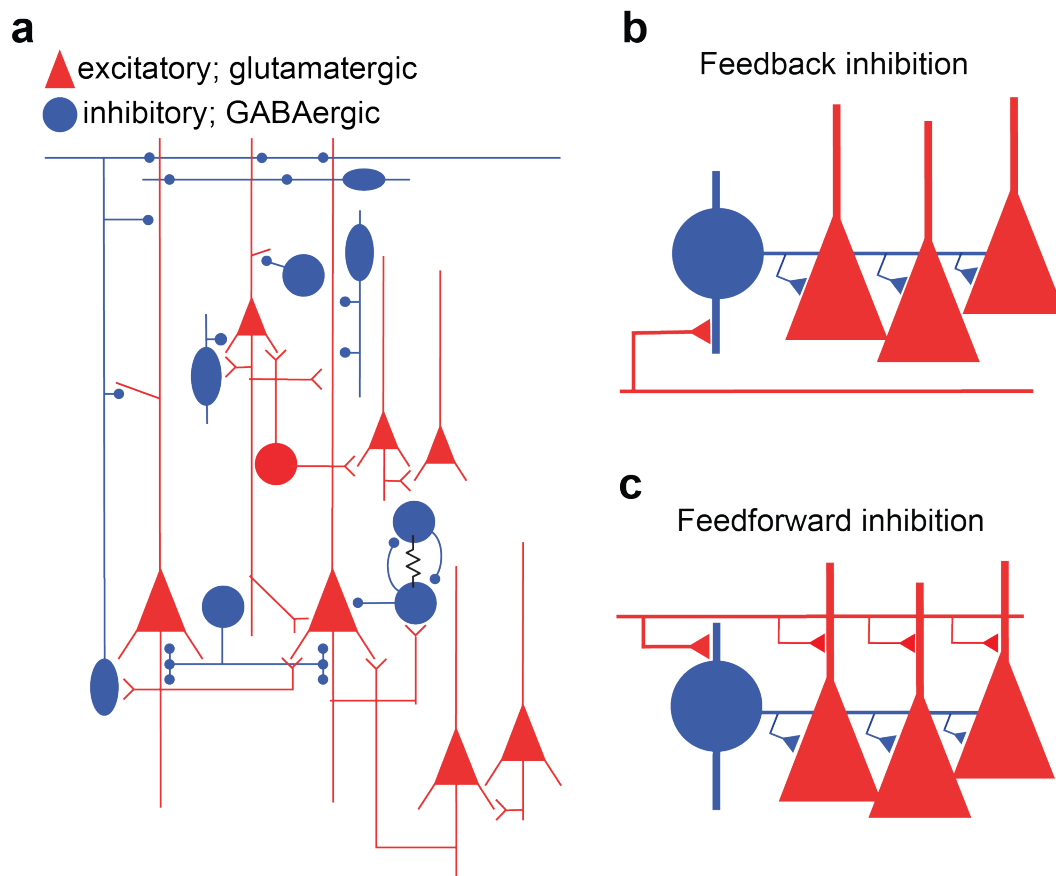 a
excitatory; glutamatergic
inhibitory; GABAergic
b
Feedback inhibition
c
Feedforward inhibition